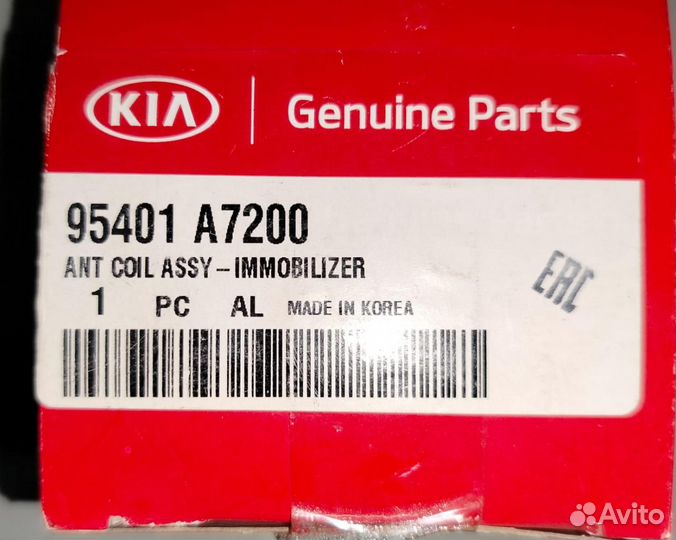 KIA Genuine Parts
95401 A7200
ANT COIL ASSY-IMMOBILIZER
1 PC AL MADE IN KOREA
EAC
Avito